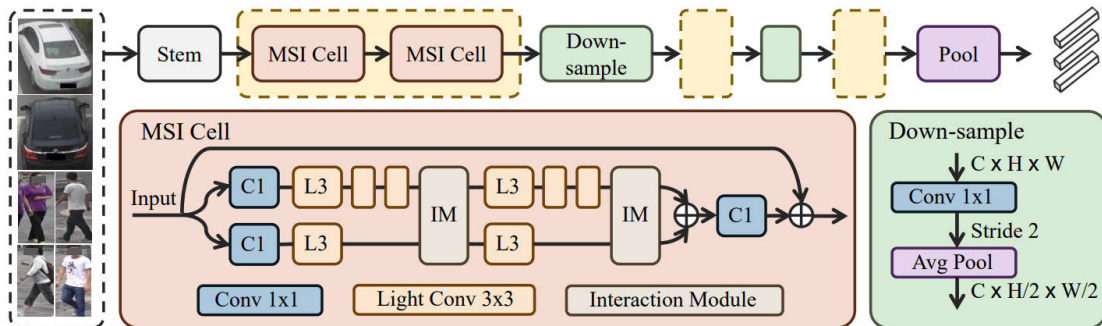 Stem
MSI Cell
MSI Cell
Down-
sample
Pool
MSI Cell
Input
C1
L3
IM
L3
IM
C1
C1
L3
L3
Conv 1x1
Light Conv 3x3
Interaction Module
Down-sample
C x H x W
Conv 1x1
Stride 2
Avg Pool
C x H/2 x W/2